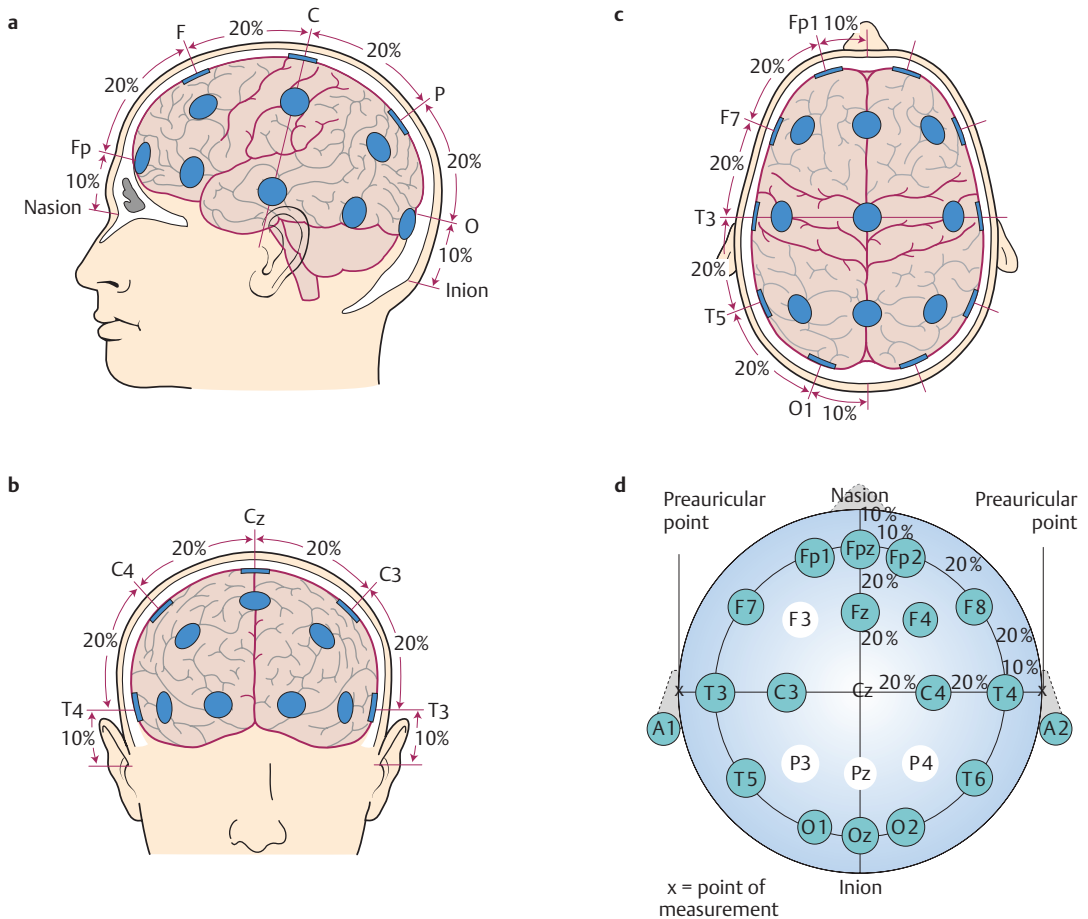 a
F
20%
C
20%
P
20%
20%
Fp
10%
Nasion
O
10%
Inion
b
Cz
20%
20%
C4
C3
20%
20%
T4
T3
10%
10%
c
Fp1
10%
20%
F7
20%
T3
20%
T5
20%
O1
10%
d
Preauricular
point
Nasion
Preauricular
point
10%
10%
Fp1
Fpz
Fp2
20%
20%
F7
F3
Fz
F4
F8
20%
20%
10%
x
T3
C3
Cz
20%
C4
20%
T4
x
A1
A2
T5
P3
Pz
P4
T6
O1
Oz
O2
x = point of
measurement
Inion